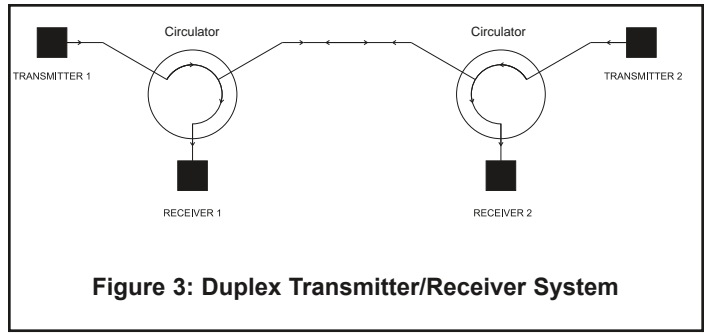 Circulator
Circulator
TRANSMITTER 1
TRANSMITTER 2
RECEIVER 1
RECEIVER 2
Figure 3: Duplex Transmitter/Receiver System